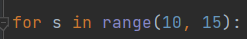 for s in range(10, 15):